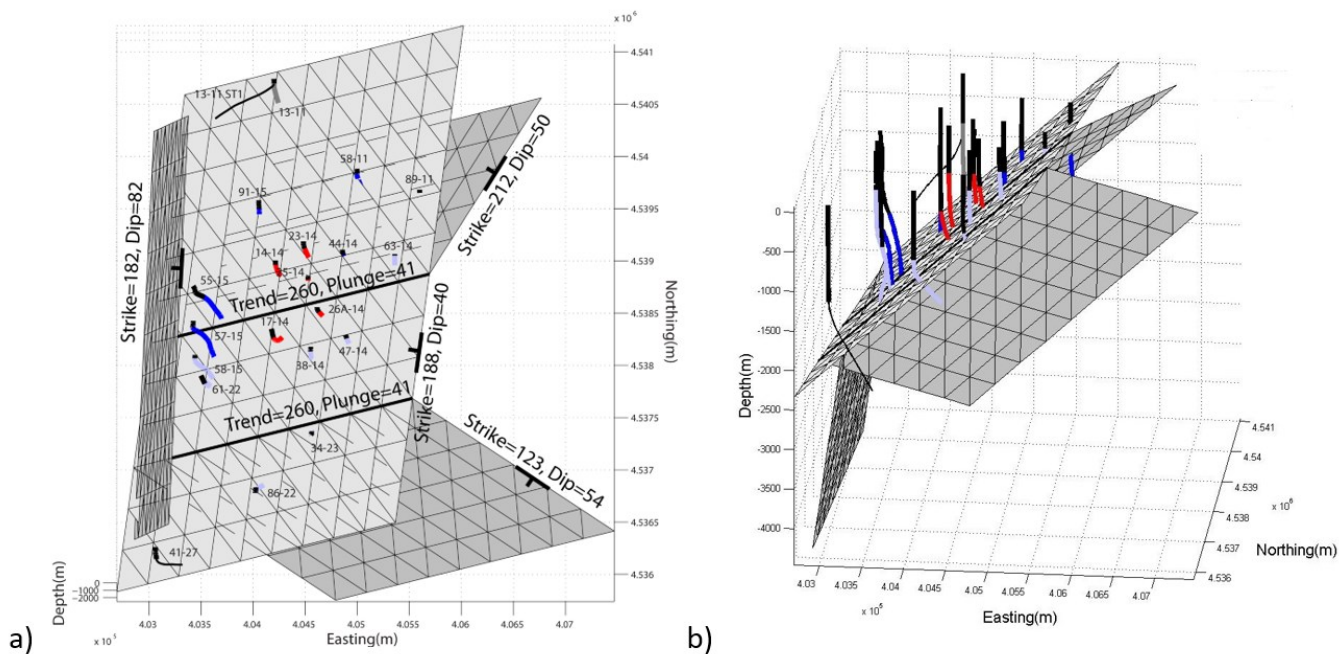 x 10⁶
4.541
4.5405
4.54
4.5395
4.539
4.5385
4.538
4.5375
4.537
4.5365
4.536
Northing(m)
13-11 ST1
13-11
58-11
89-11
91-15
23-14
14-14
44-14
63-14
55-15
Trend=260, Plunge=41
26A-14
17-14
57-15
38-14
47-14
58-15
61-22
Trend=260, Plunge=41
34-23
86-22
41-27
Strike=182, Dip=82
Strike=212, Dip=50
Strike=188, Dip=40
Strike=123, Dip=54
0
-1000
-2000
Depth(m)
4.03 4.035 4.04 4.045 4.05 4.055 4.06 4.065 4.07
x 10⁵
Easting(m)
a)
0
-500
-1000
-1500
-2000
-2500
-3000
-3500
-4000
Depth(m)
4.03 4.035 4.04 4.045 4.05 4.055 4.06 4.065 4.07
x 10⁵
Easting(m)
4.541
4.54
4.539
4.538
4.537
4.536
x 10⁶
Northing(m)
b)